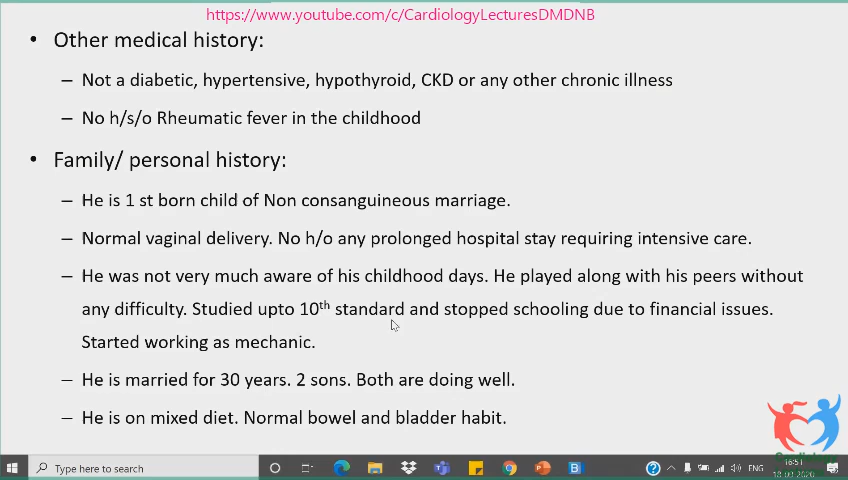 https://www.youtube.com/c/CardiologyLecturesDMDNB
• Other medical history:
– Not a diabetic, hypertensive, hypothyroid, CKD or any other chronic illness
– No h/s/o Rheumatic fever in the childhood
• Family/ personal history:
– He is 1 st born child of Non consanguineous marriage.
– Normal vaginal delivery. No h/o any prolonged hospital stay requiring intensive care.
– He was not very much aware of his childhood days. He played along with his peers without
any difficulty. Studied upto 10th standard and stopped schooling due to financial issues.
Started working as mechanic.
– He is married for 30 years. 2 sons. Both are doing well.
– He is on mixed diet. Normal bowel and bladder habit.
Cardiology
Type here to search
ENG
16:51
18-03-2020